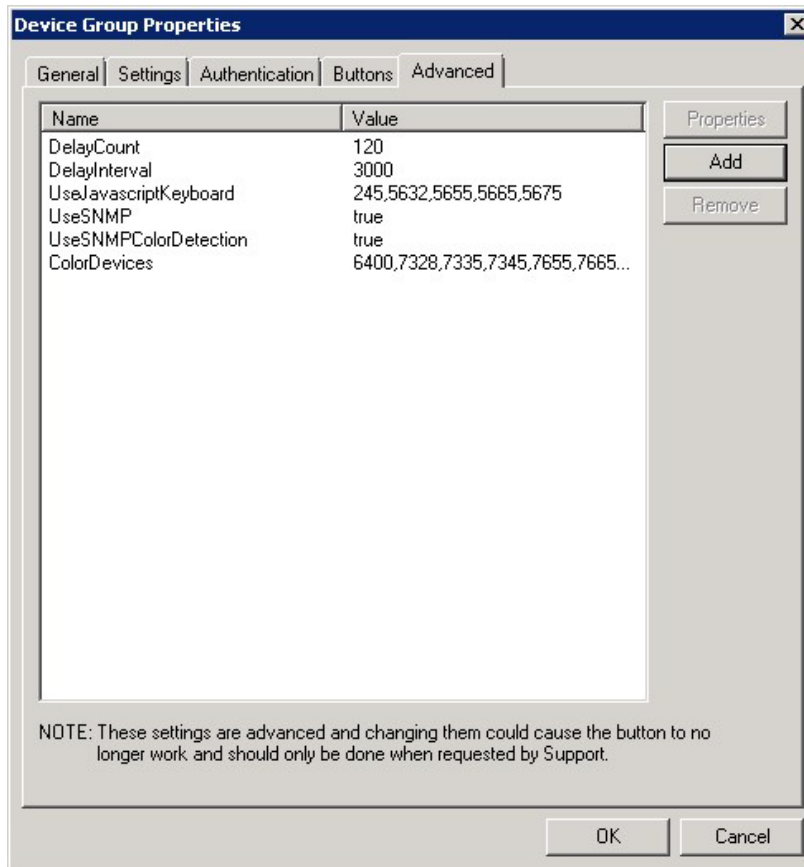 Device Group Properties
General Settings Authentication Buttons Advanced
Name Value
DelayCount 120
DelayInterval 3000
UseJavascriptKeyboard 245,5632,5655,5665,5675
UseSNMP true
UseSNMPColorDetection true
ColorDevices 6400,7328,7335,7345,7655,7665...
Properties
Add
Remove
NOTE: These settings are advanced and changing them could cause the button to no
longer work and should only be done when requested by Support.
OK Cancel